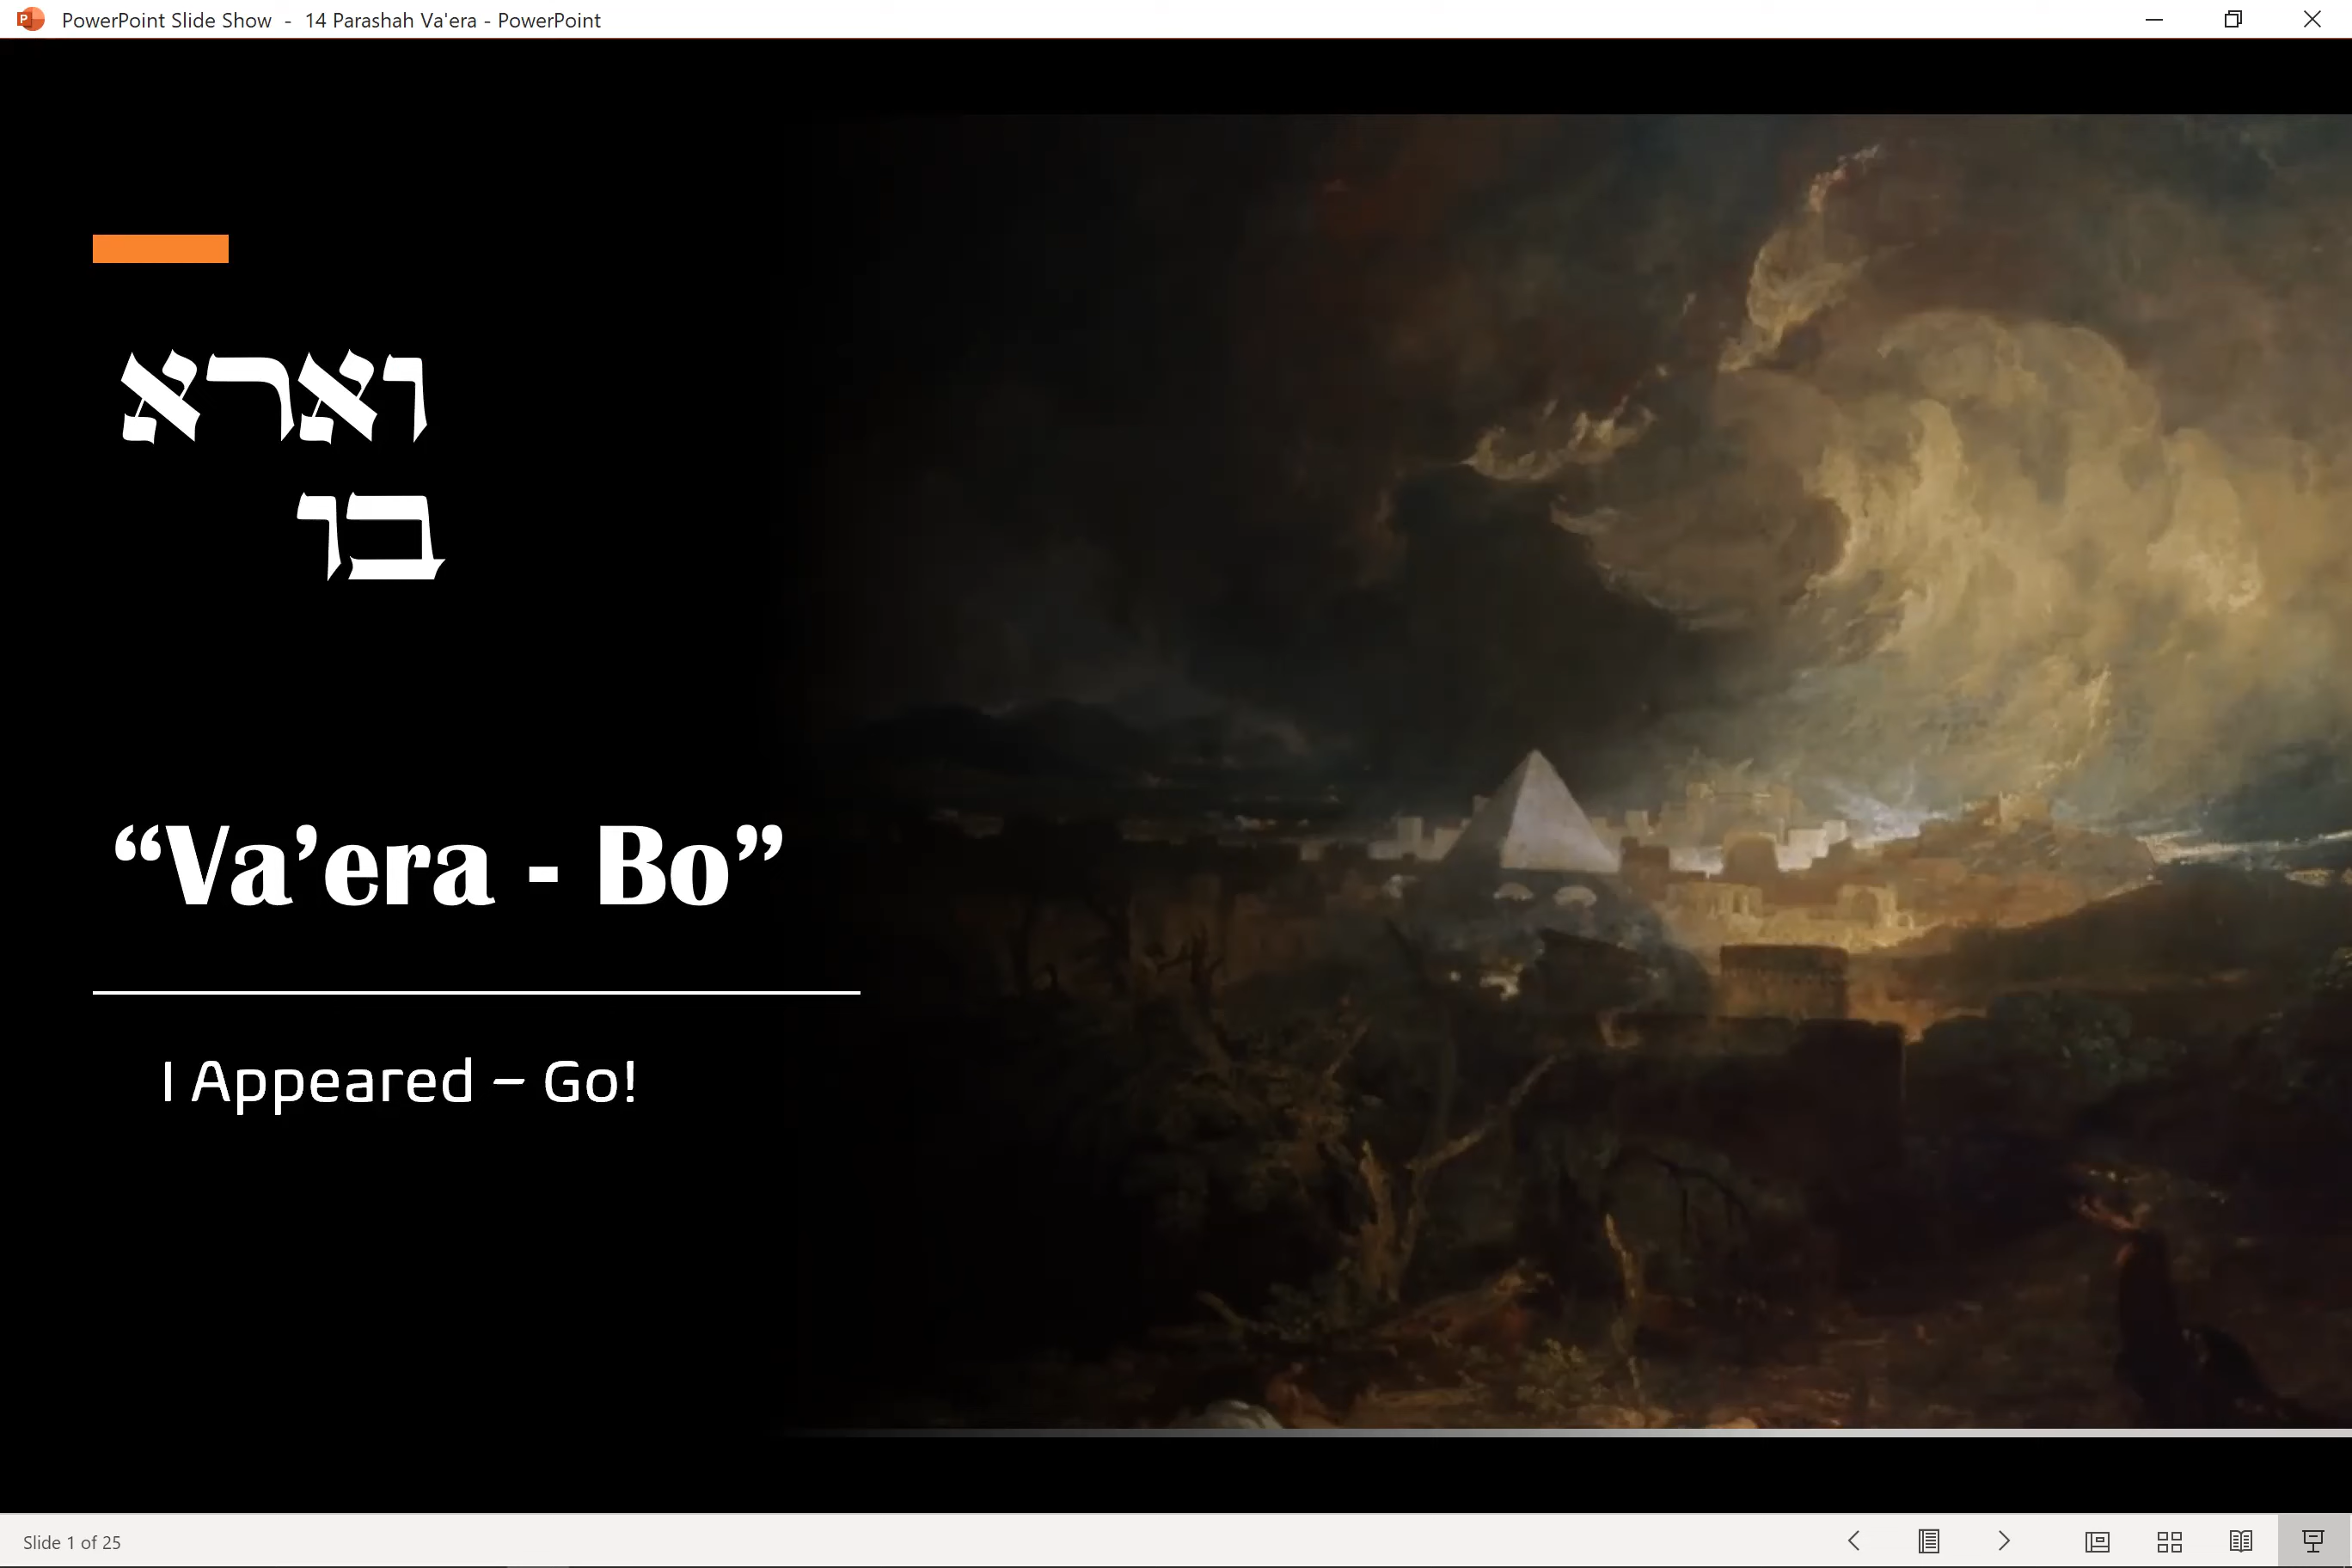 PowerPoint Slide Show - 14 Parashah Va'era - PowerPoint
וארא
בו
“Va’era - Bo”
I Appeared – Go!
Slide 1 of 25